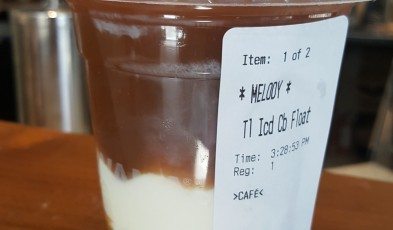 Item: 1 of 2
* MELODY *
Tl Icd Cb Float
Time: 3:28:53 PM
Reg: 1
>CAFE<